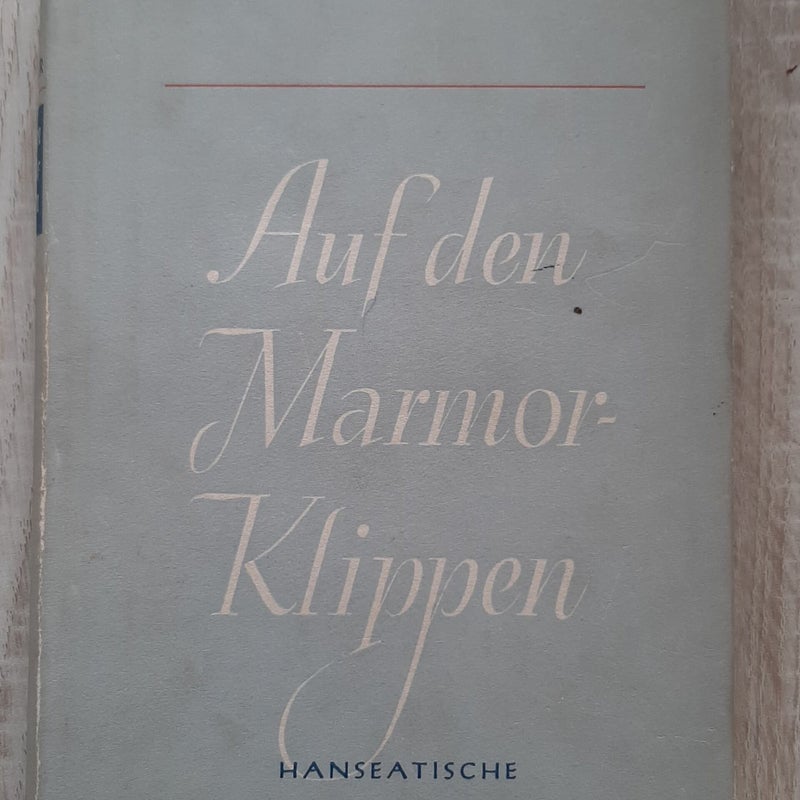 Auf den
Marmor-
Klippen
HANSEATISCHE